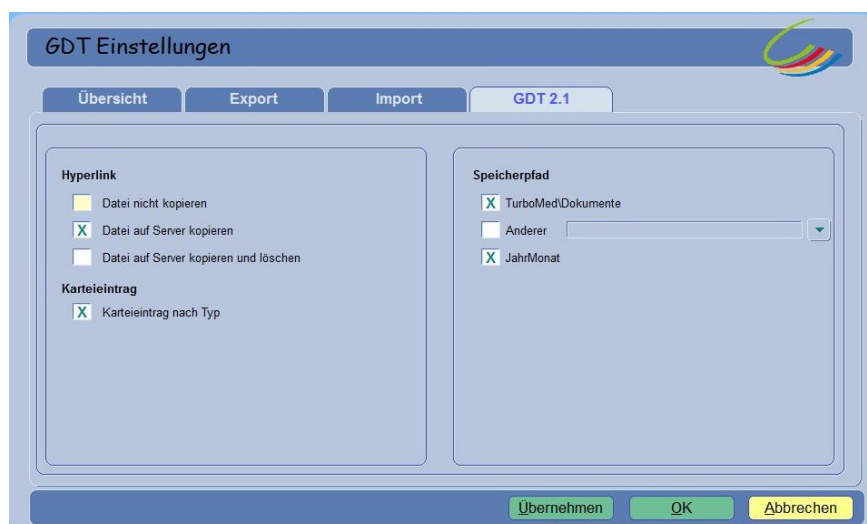 GDT Einstellungen
Übersicht
Export
Import
GDT 2.1
Hyperlink
Datei nicht kopieren
X Datei auf Server kopieren
Datei auf Server kopieren und löschen
Karteieintrag
X Karteieintrag nach Typ
Speicherpfad
X TurboMed\Dokumente
Anderer
X JahrMonat
Übernehmen
OK
Abbrechen